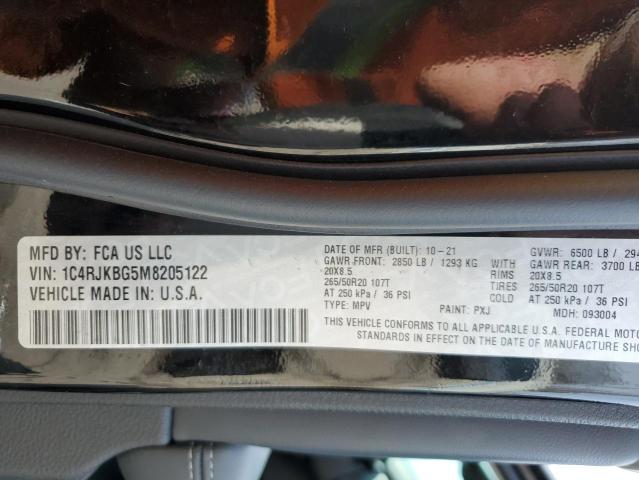 MFD BY: FCA US LLC
VIN: 1C4RJKBG5M8205122
VEHICLE MADE IN: U.S.A.
DATE OF MFR (BUILT): 10-21
GAWR FRONT: 2850 LB / 1293 KG
20X8.5
265/50R20 107T
AT 250 kPa / 36 PSI
TYPE: MPV
PAINT: PXJ
GVWR: 6500 LB / 294
WITH GAWR REAR: 3700 LB
RIMS 20X8.5
TIRES 265/50R20 107T
COLD AT 250 kPa / 36 PSI
MDH: 093004
THIS VEHICLE CONFORMS TO ALL APPLICABLE U.S.A. FEDERAL MOTO
STANDARDS IN EFFECT ON THE DATE OF MANUFACTURE SHO